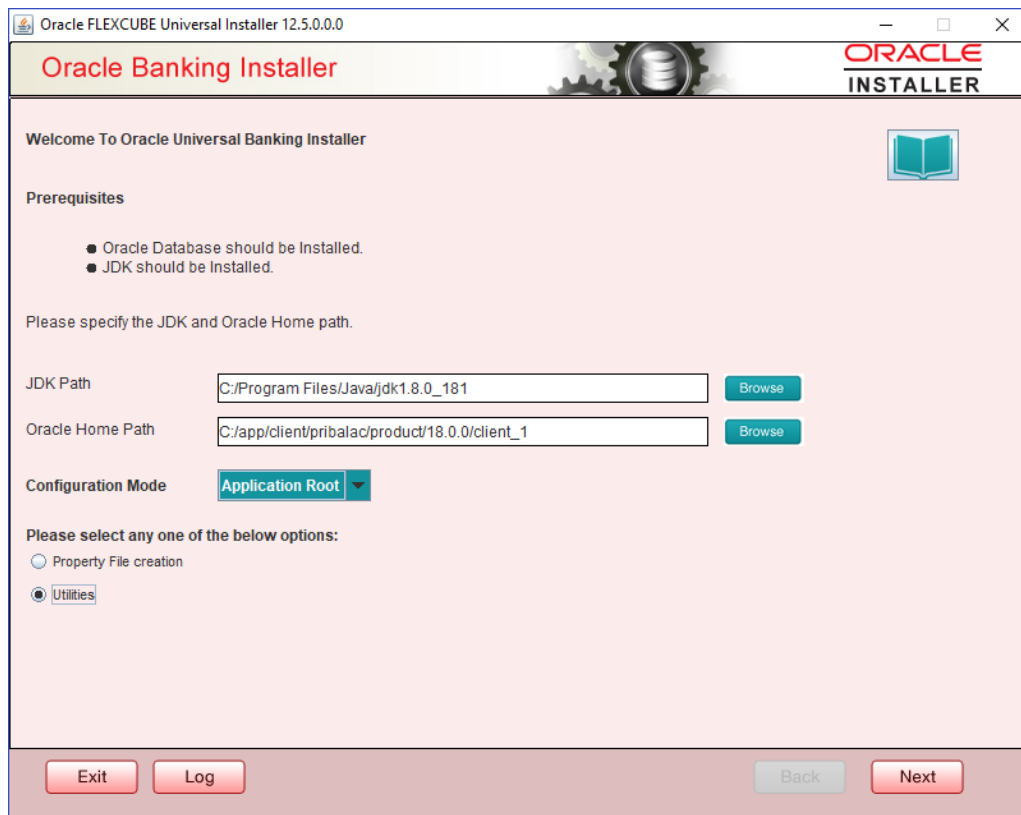 Oracle FLEXCUBE Universal Installer 12.5.0.0.0
Oracle Banking Installer
ORACLE
INSTALLER
Welcome To Oracle Universal Banking Installer
Prerequisites
Oracle Database should be Installed.
JDK should be Installed.
Please specify the JDK and Oracle Home path.
JDK Path
C:/Program Files/Java/jdk1.8.0_181
Browse
Oracle Home Path
C:/app/client/pribalac/product/18.0.0/client_1
Browse
Configuration Mode
Application Root
Please select any one of the below options:
Property File creation
Utilities
Exit
Log
Back
Next